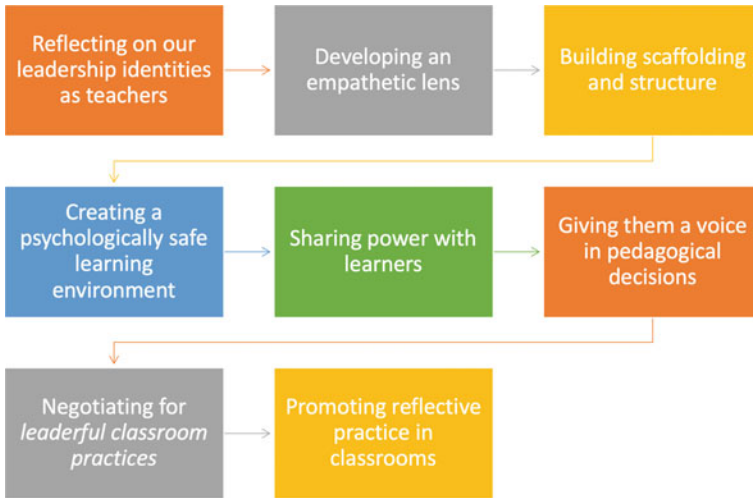 Reflecting on our
leadership identities
as teachers
Developing an
empathetic lens
Building scaffolding
and structure
Creating a
psychologically safe
learning
environment
Sharing power with
learners
Giving them a voice
in pedagogical
decisions
Negotiating for
leaderful classroom
practices
Promoting reflective
practice in
classrooms